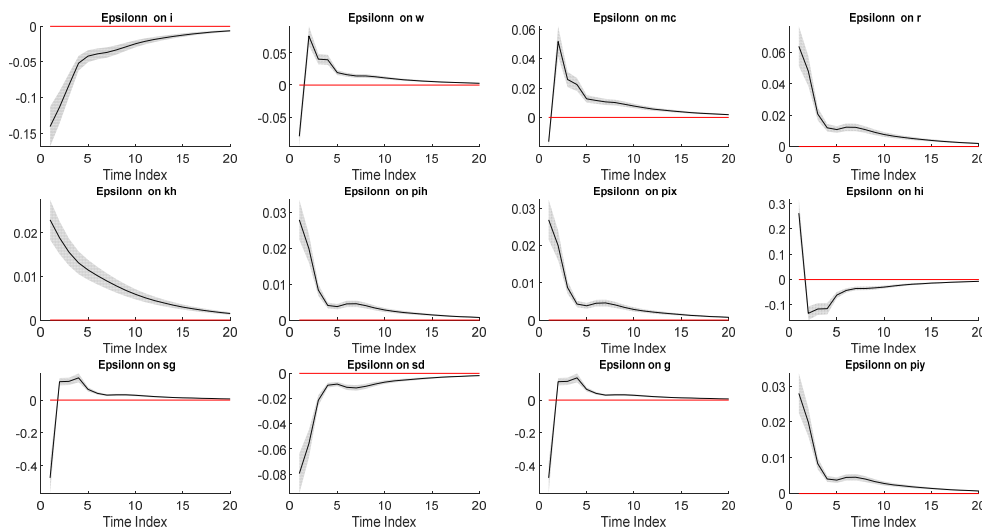 Epsilonn on i
Epsilonn on w
Epsilonn on mc
Epsilonn on r
0
-0.05
-0.1
-0.15
0.05
0
-0.05
0.06
0.04
0.02
0
0.06
0.04
0.02
0
0 5 10 15 20
0 5 10 15 20
0 5 10 15 20
0 5 10 15 20
Time Index
Time Index
Time Index
Time Index
Epsilonn on kh
Epsilonn on pih
Epsilonn on pix
Epsilonn on hi
0.02
0.01
0
0.03
0.02
0.01
0
0.03
0.02
0.01
0
0.3
0.2
0.1
0
-0.1
0 5 10 15 20
0 5 10 15 20
0 5 10 15 20
0 5 10 15 20
Time Index
Time Index
Time Index
Time Index
Epsilonn on sg
Epsilonn on sd
Epsilonn on g
Epsilonn on piy
0
-0.2
-0.4
0
-0.02
-0.04
-0.06
-0.08
0
-0.2
-0.4
0.03
0.02
0.01
0
0 5 10 15 20
0 5 10 15 20
0 5 10 15 20
0 5 10 15 20
Time Index
Time Index
Time Index
Time Index